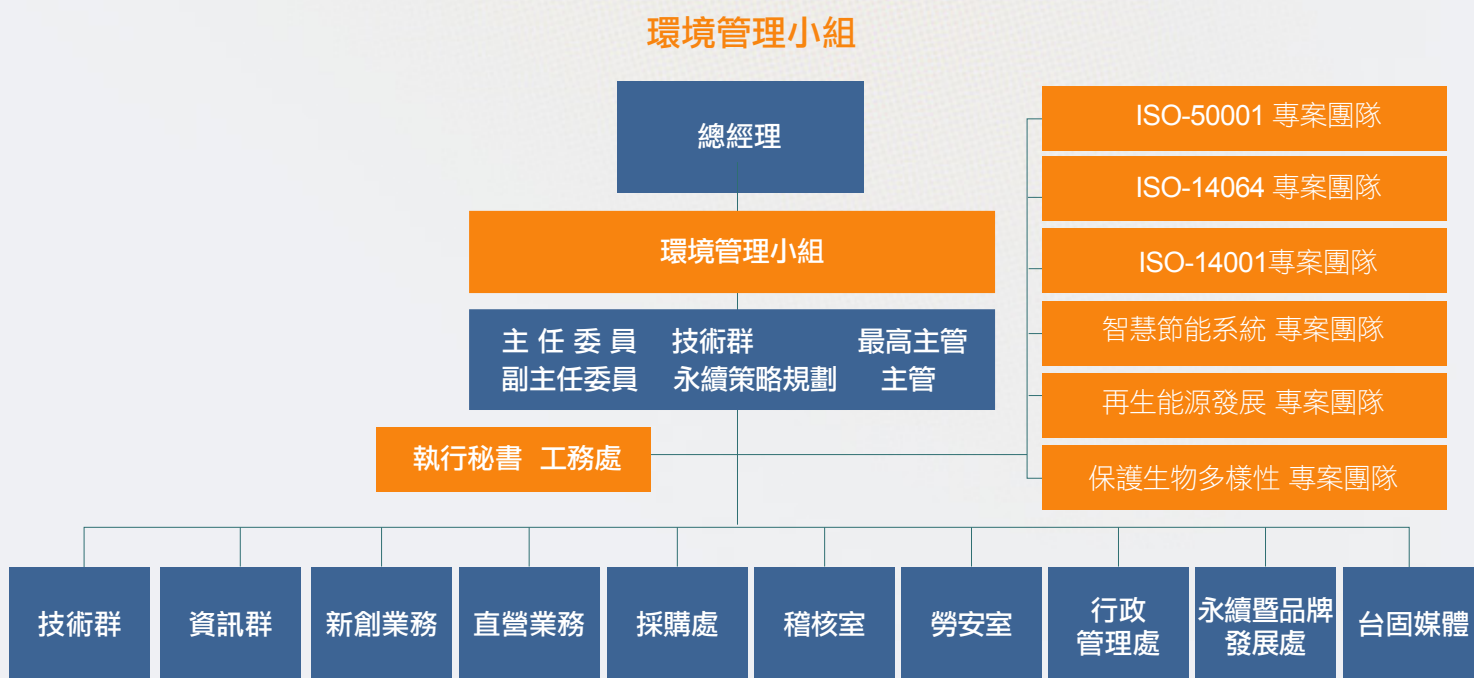 環境管理小組
總經理
環境管理小組
主 任 委 員 技術群 最高主管
副主任委員 永續策略規劃 主管
執行秘書 工務處
ISO-50001 專案團隊
ISO-14064 專案團隊
ISO-14001專案團隊
智慧節能系統 專案團隊
再生能源發展 專案團隊
保護生物多樣性 專案團隊
技術群
資訊群
新創業務
直營業務
採購處
稽核室
勞安室
行政
管理處
永續暨品牌
發展處
台固媒體